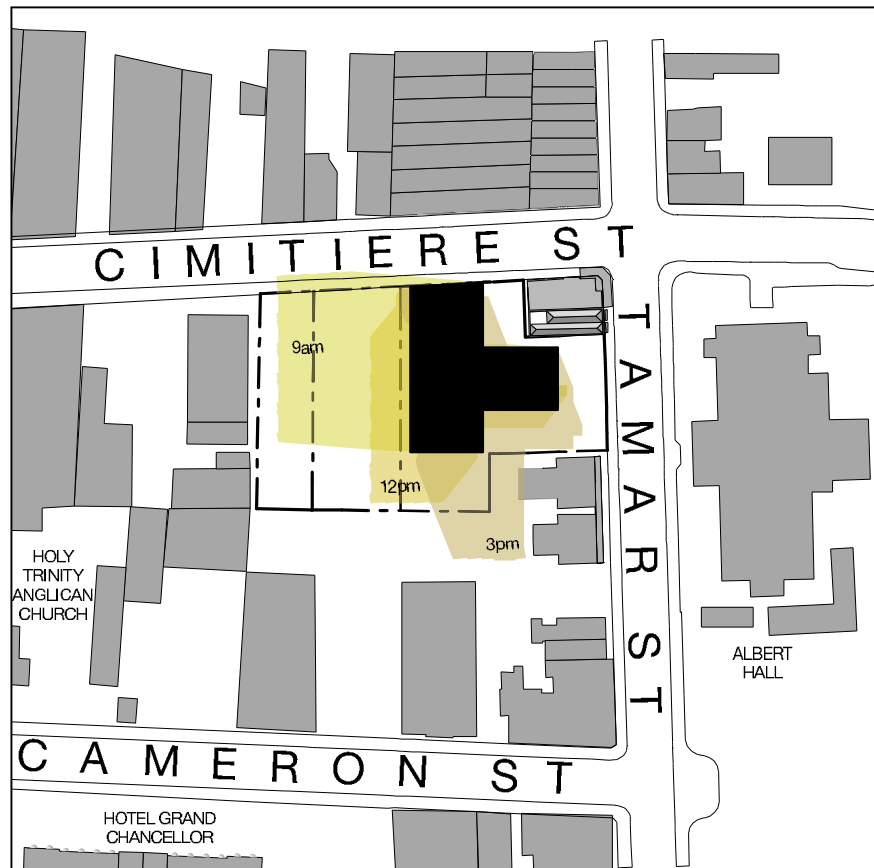 CIMITIERE ST
TAMAR ST
9am
12pm
3pm
HOLY
TRINITY
ANGLICAN
CHURCH
ALBERT
HALL
CAMERON ST
HOTEL GRAND
CHANCELLOR